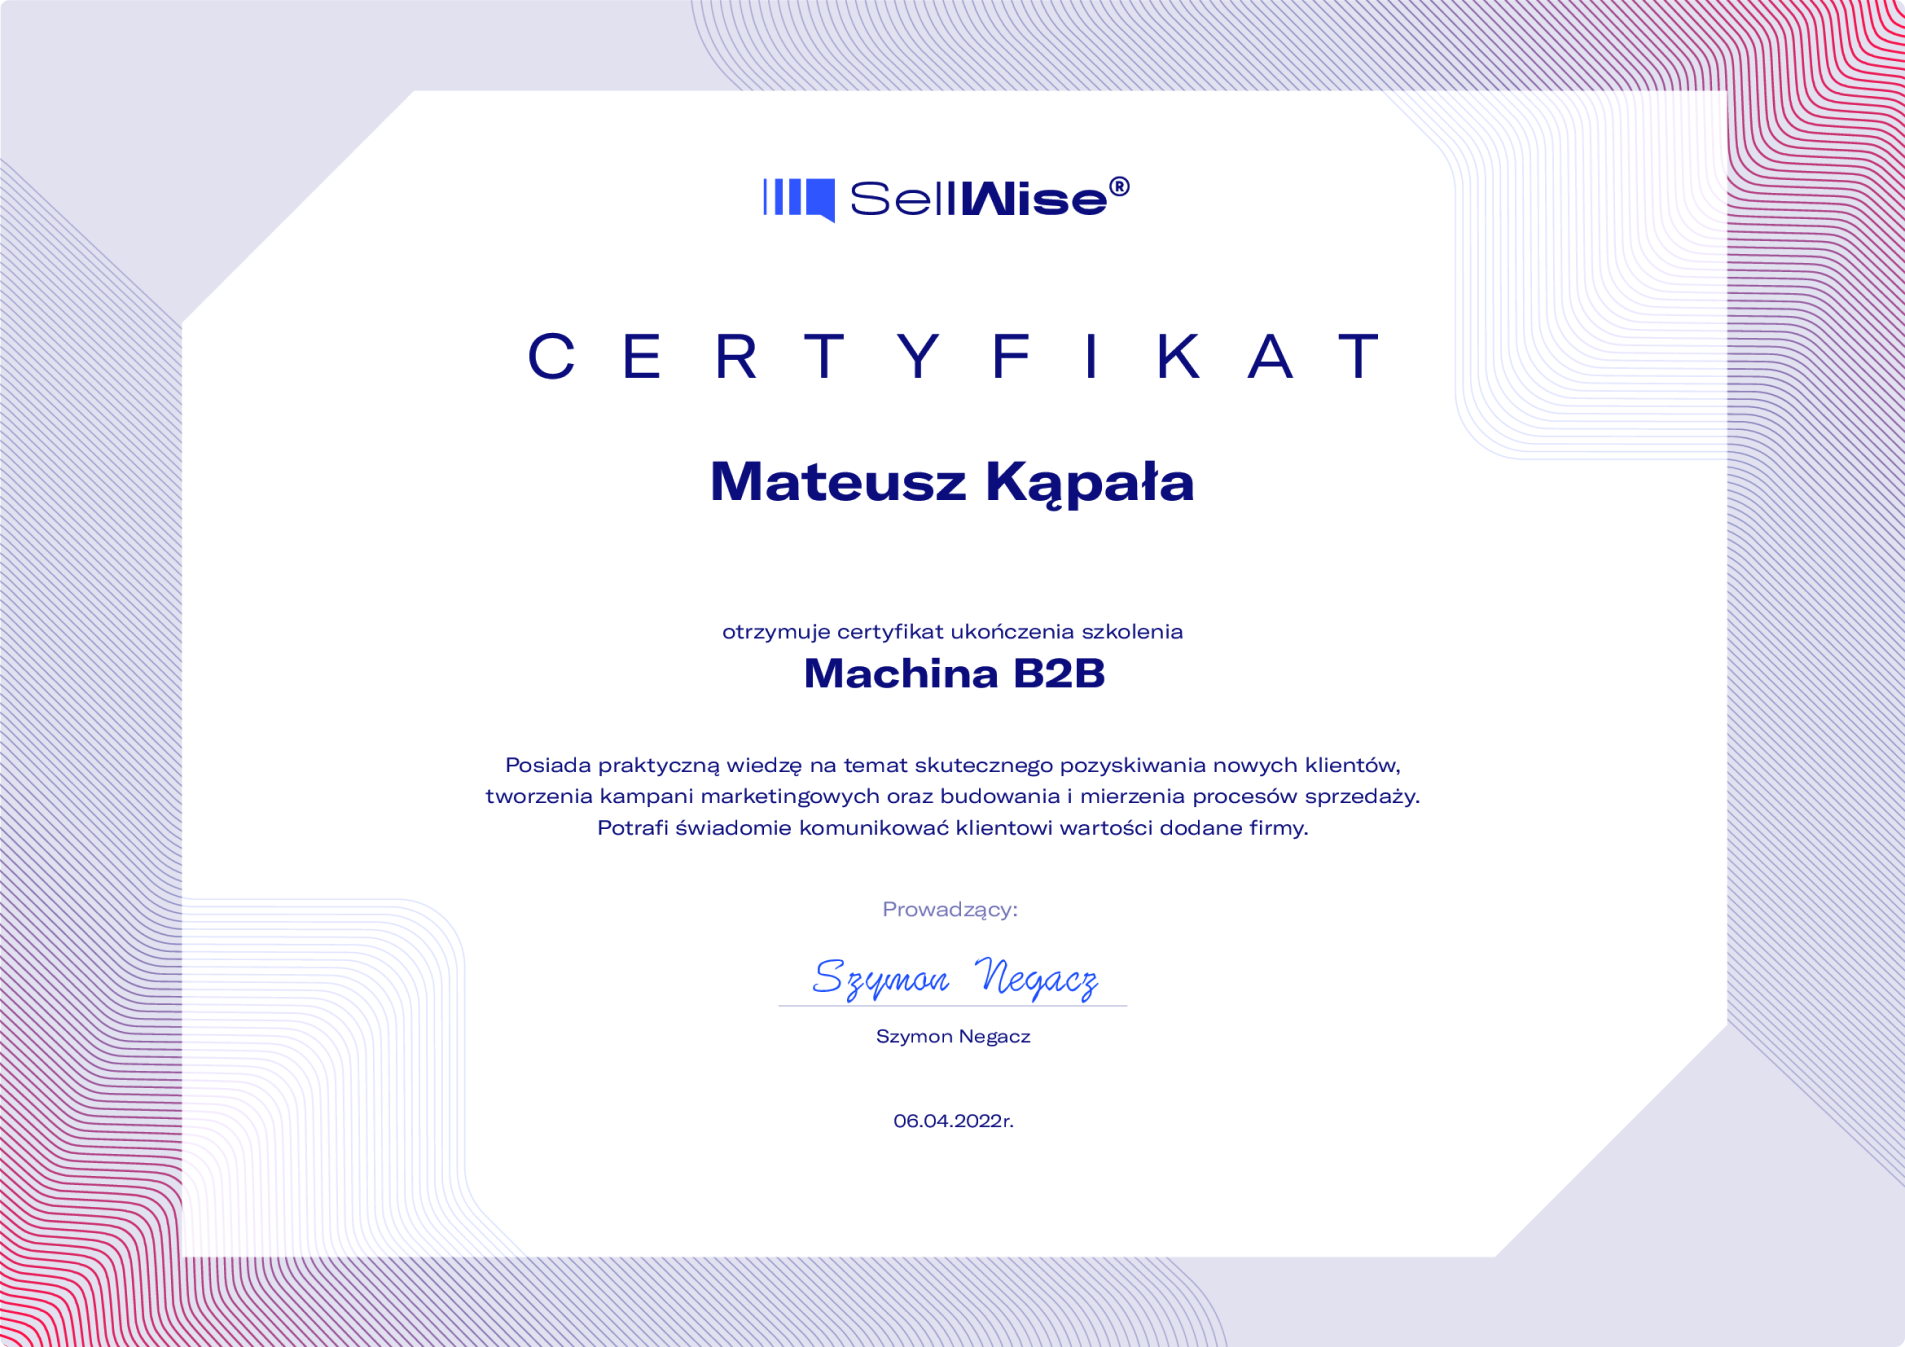 SellWise®
CERTYFIKAT
Mateusz Kąpała
otrzymuje certyfikat ukończenia szkolenia
Machina B2B
Posiada praktyczną wiedzę na temat skutecznego pozyskiwania nowych klientów,
tworzenia kampani marketingowych oraz budowania i mierzenia procesów sprzedaży.
Potrafi świadomie komunikować klientowi wartości dodane firmy.
Prowadzący:
Szymon Negacz
Szymon Negacz
06.04.2022r.